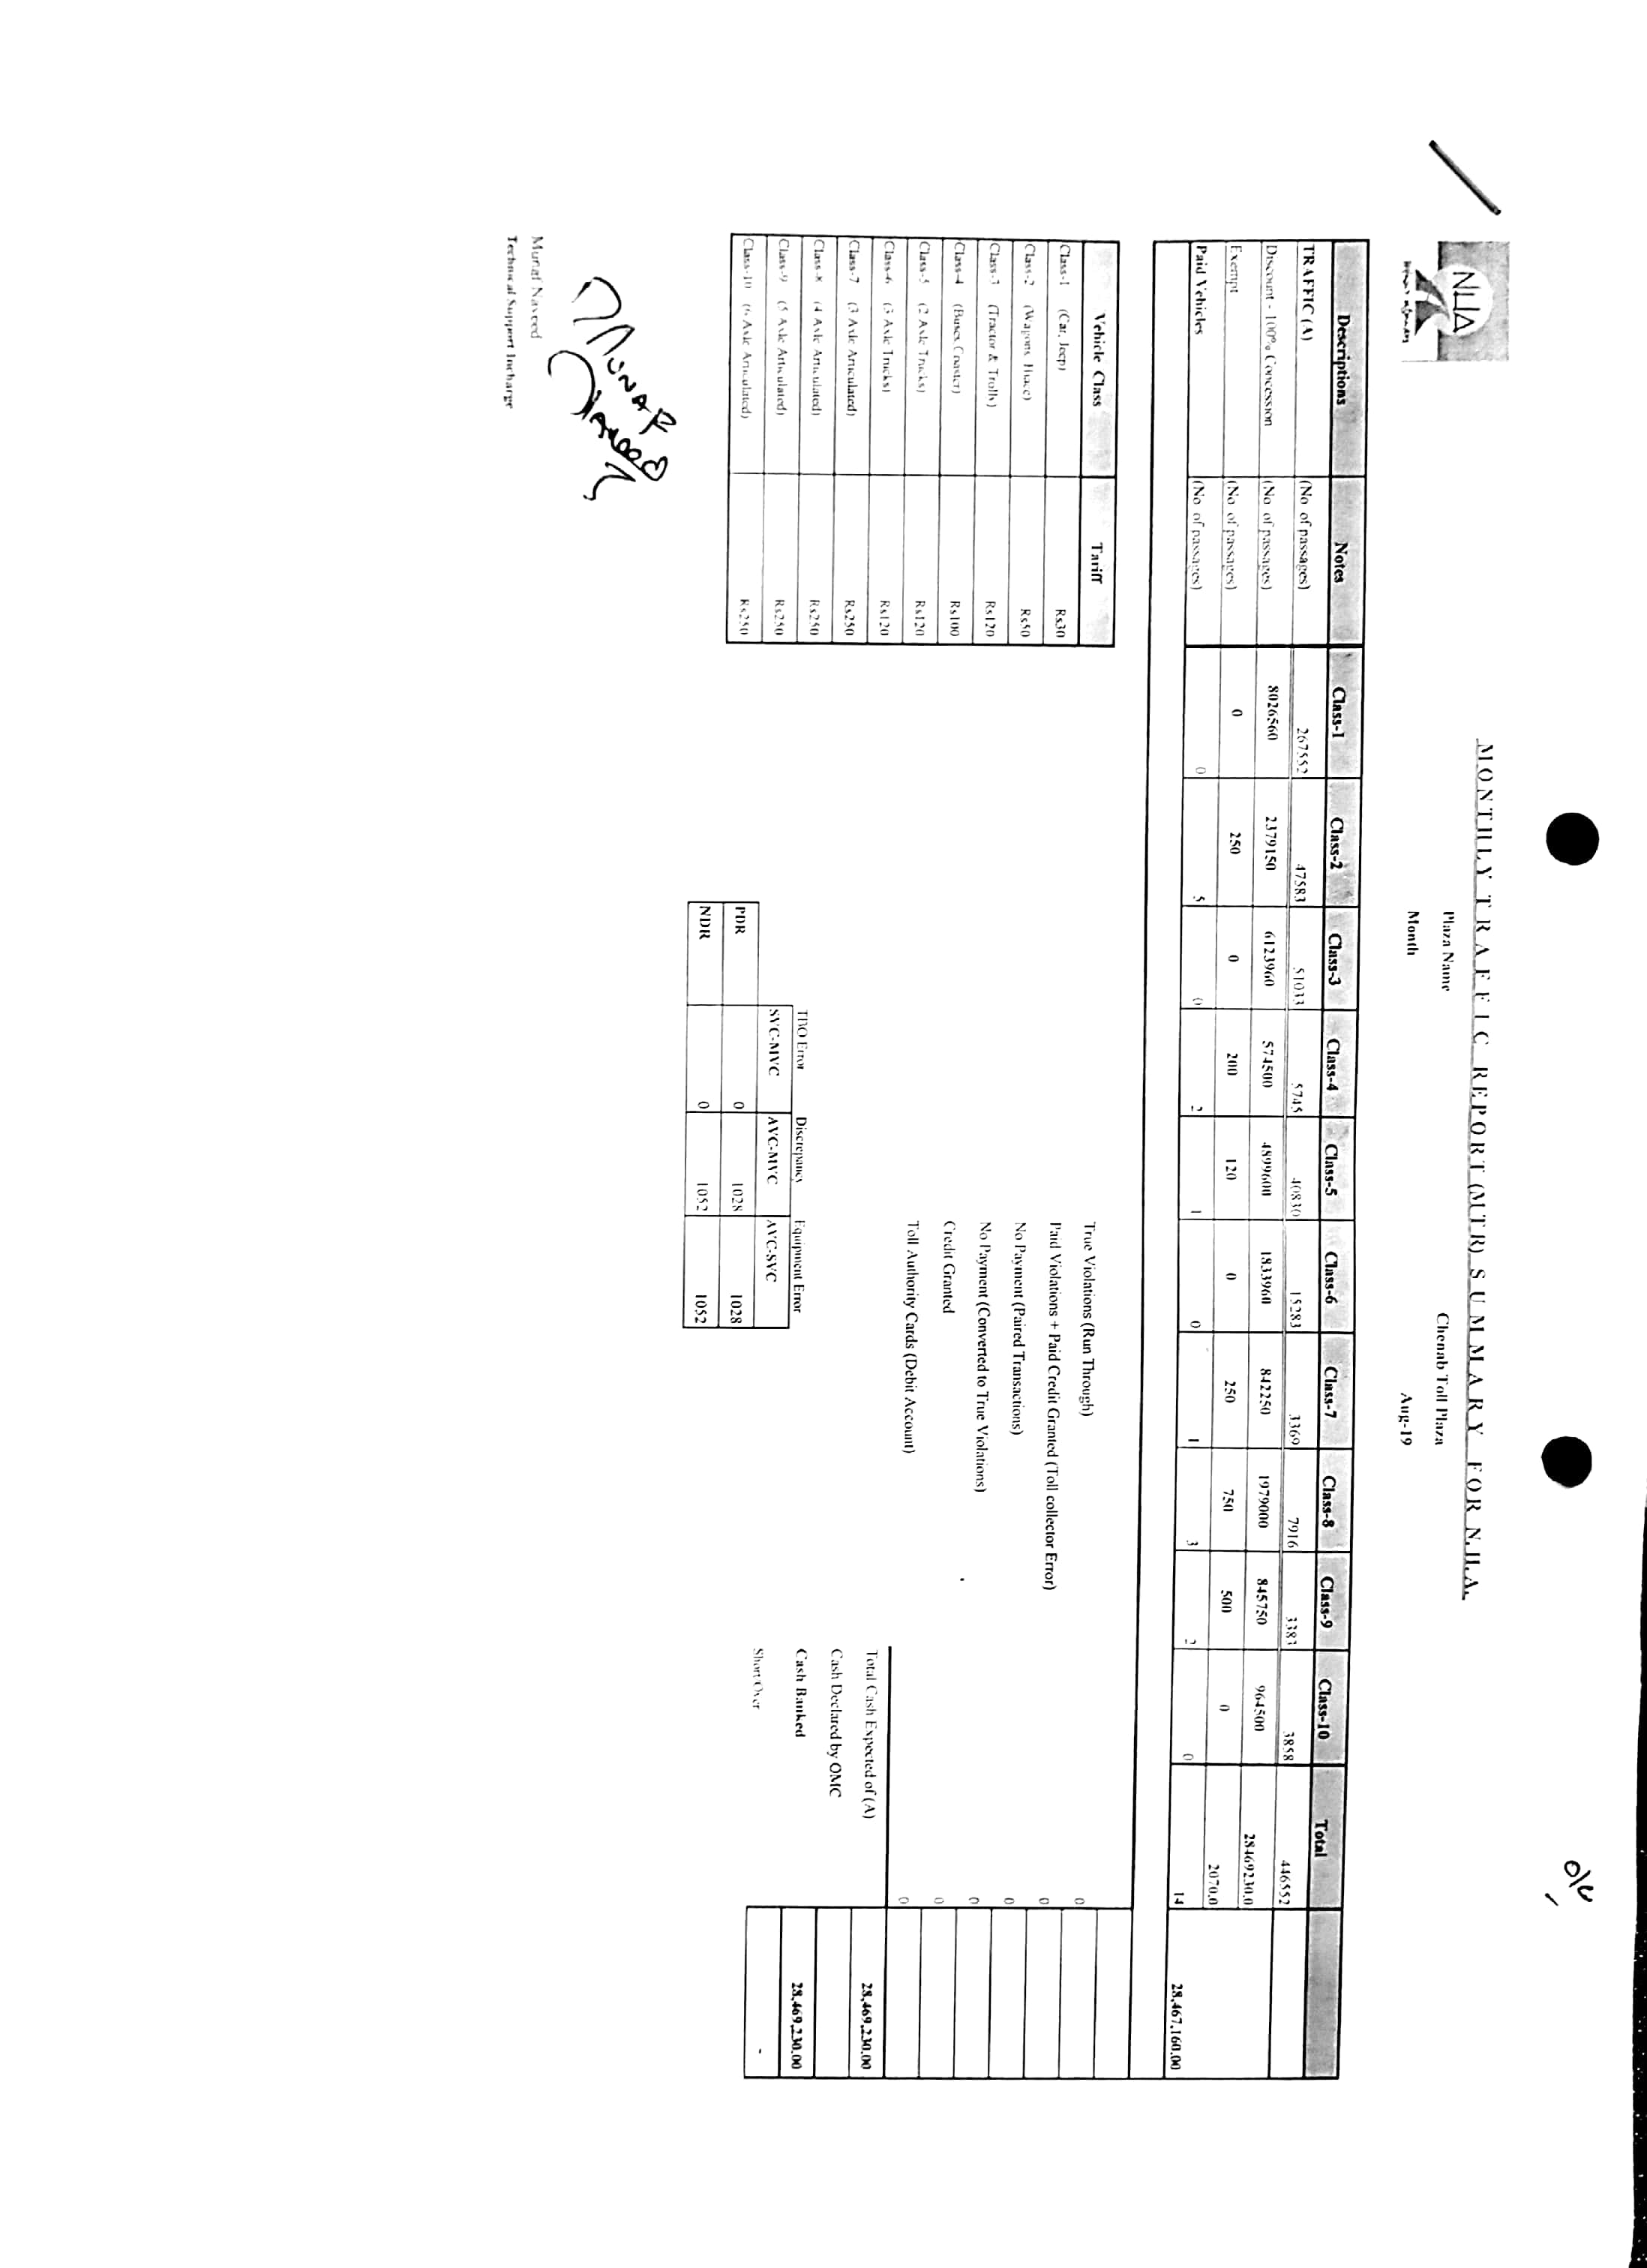 O/C
NHA
MONTHLY TRAFFIC REPORT (MTR) SUMMARY FOR N.H.A.
Plaza Name Chenab Toll Plaza
Month Aug-19
Descriptions Notes Class-1 Class-2 Class-3 Class-4 Class-5 Class-6 Class-7 Class-8 Class-9 Class-10 Total
TRAFFIC (A) (No. of passages) 267552 47583 51033 5745 40830 15283 3369 7916 3383 3858 446552
Discount - 100% Concession (No. of passages) 8026560 2379150 6123960 574500 4899600 1833960 842250 1979000 845750 964500 28469230.0
Exempt (No. of passages) 0 250 0 200 120 0 250 750 500 0 2070.0
Paid Vehicles (No. of passages) 0 5 0 2 1 0 1 3 2 0 14 28,467,160.00
Vehicle Class Tariff
Class-1 (Car, Jeep) Rs30
Class-2 (Wagons Hiace) Rs50
Class-3 (Tractor & Trolly) Rs120
Class-4 (Buses Coaster) Rs100
Class-5 (2 Axle Trucks) Rs120
Class-6 (3 Axle Trucks) Rs120
Class-7 (3 Axle Articulated) Rs250
Class-8 (4 Axle Articulated) Rs250
Class-9 (5 Axle Articulated) Rs250
Class-10 (6 Axle Articulated) Rs250
True Violations (Run Through) 0
Paid Violations + Paid Credit Granted (Toll collector Error) 0
No Payment (Paired Transactions) 0
No Payment (Converted to True Violations) 0
Credit Granted 0
Toll Authority Cards (Debit Account) 0
Total Cash Expected of (A) 28,469,230.00
Cash Declared by OMC
Cash Banked 28,469,230.00
Short/Over -
TBO Error Discrepancy Equipment Error
SVC-MVC AVC-MVC AVC-SVC
PDR 0 1028 1028
NDR 0 1052 1052
Munaf Naveed
Technical Support Incharge